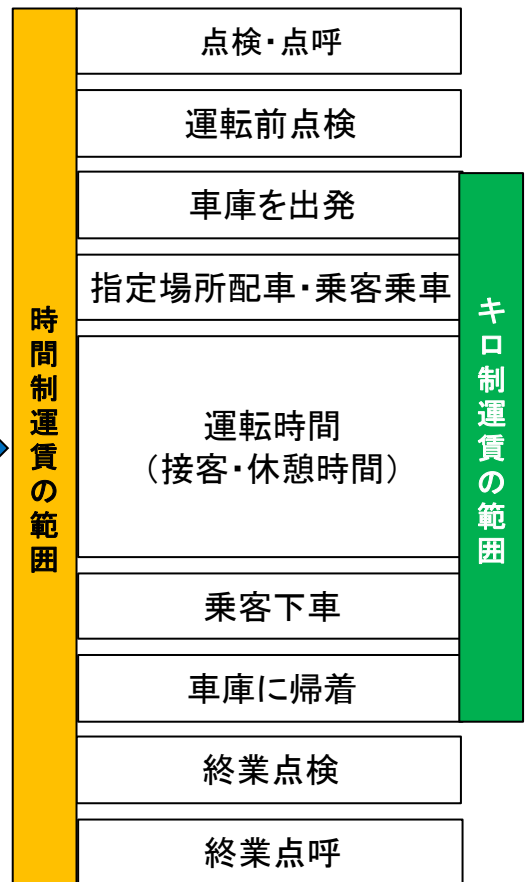 時間制運賃の範囲
点検・点呼
運転前点検
車庫を出発
指定場所配車・乗客乗車
運転時間
（接客・休憩時間）
乗客下車
車庫に帰着
終業点検
終業点呼
キロ制運賃の範囲